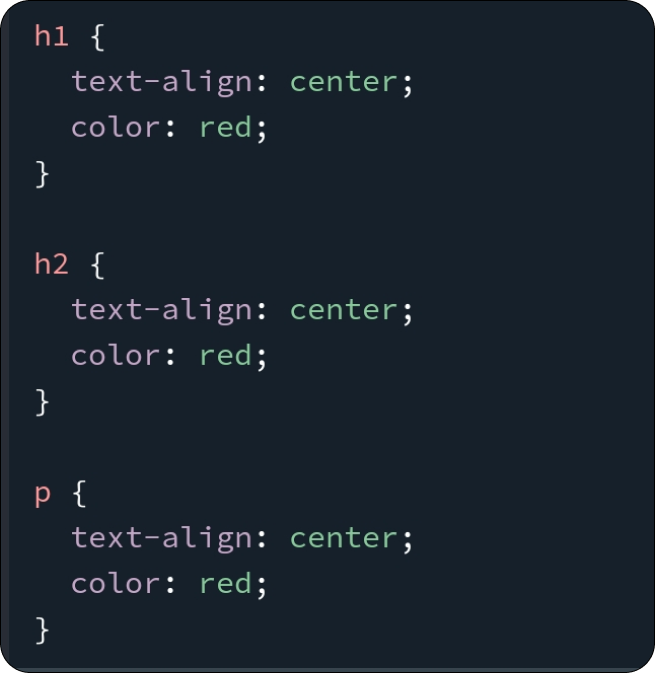 h1 {
  text-align: center;
  color: red;
}

h2 {
  text-align: center;
  color: red;
}

p {
  text-align: center;
  color: red;
}